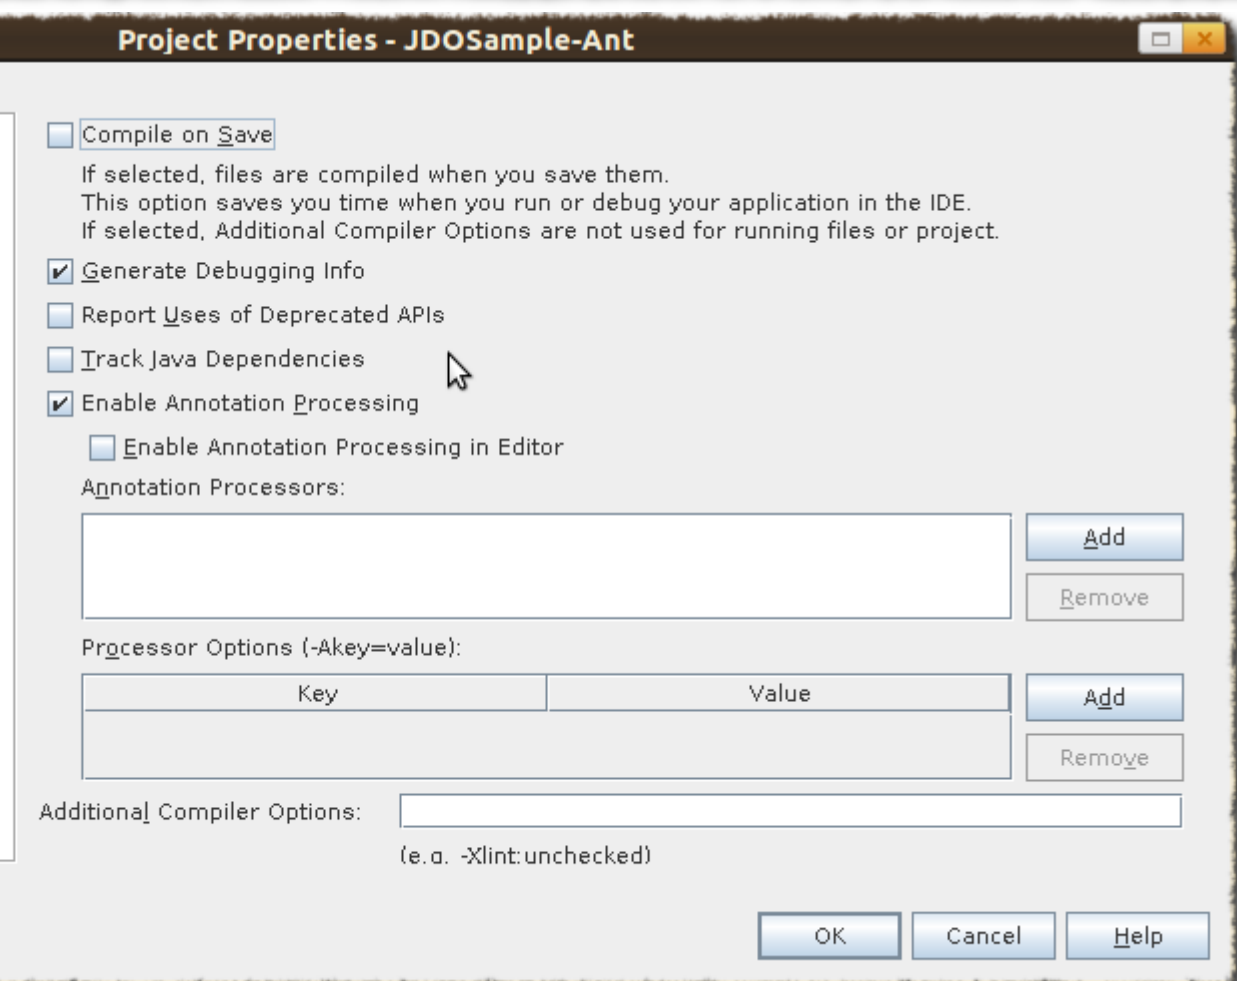 Project Properties - JDOSample-Ant
Compile on Save
If selected, files are compiled when you save them.
This option saves you time when you run or debug your application in the IDE.
If selected, Additional Compiler Options are not used for running files or project.
Generate Debugging Info
Report Uses of Deprecated APIs
Track Java Dependencies
Enable Annotation Processing
Enable Annotation Processing in Editor
Annotation Processors:
Add
Remove
Processor Options (-Akey=value):
Key Value
Add
Remove
Additional Compiler Options:
(e.g. -Xlint:unchecked)
OK Cancel Help